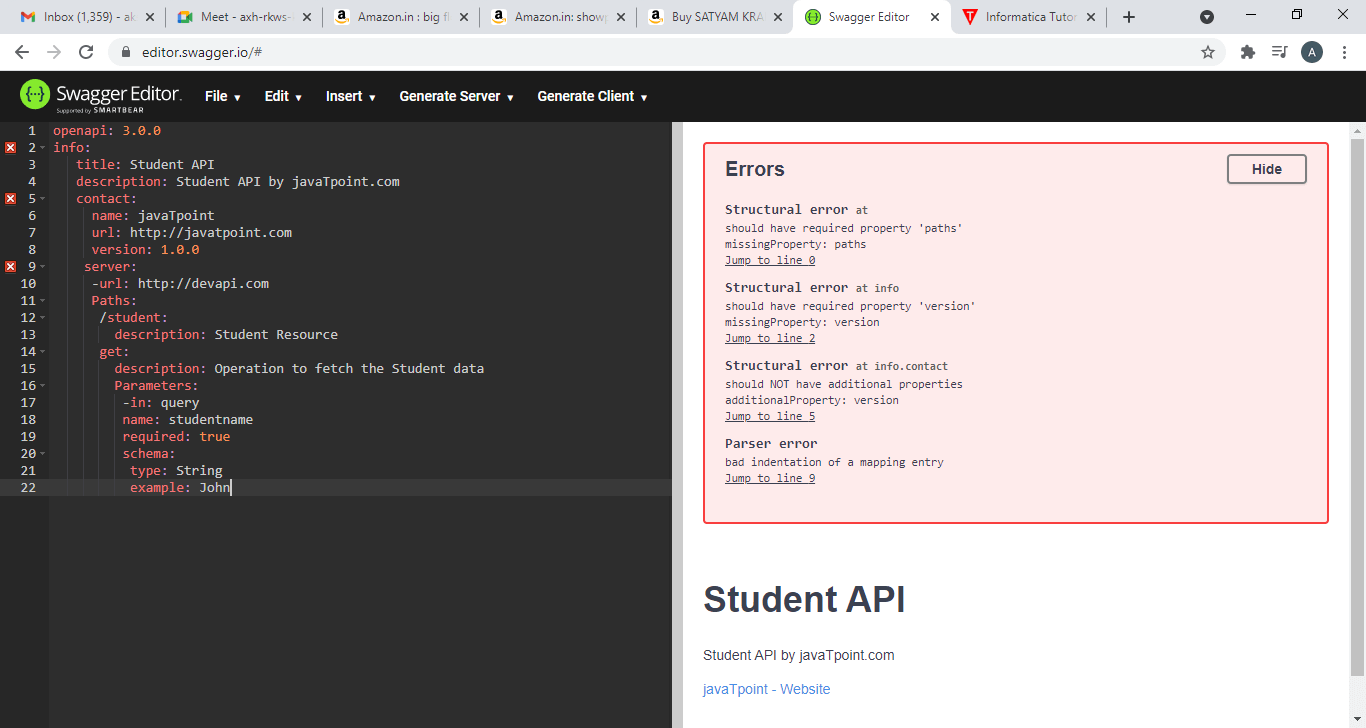 Inbox (1,359) - ak
Meet - axh-rkws-
Amazon.in : big f
Amazon.in: show
Buy SATYAM KRA
Swagger Editor
Informatica Tutor
editor.swagger.io/#
A
{···} Swagger Editor.
Supported by SMARTBEAR
File
Edit
Insert
Generate Server
Generate Client
1 openapi: 3.0.0
2 info:
3 title: Student API
4 description: Student API by javaTpoint.com
5 contact:
6 name: javaTpoint
7 url: http://javatpoint.com
8 version: 1.0.0
9 server:
10 -url: http://devapi.com
11 Paths:
12 /student:
13 description: Student Resource
14 get:
15 description: Operation to fetch the Student data
16 Parameters:
17 -in: query
18 name: studentname
19 required: true
20 schema:
21 type: String
22 example: John
Errors
Hide
Structural error at
should have required property 'paths'
missingProperty: paths
Jump to line 0
Structural error at info
should have required property 'version'
missingProperty: version
Jump to line 2
Structural error at info.contact
should NOT have additional properties
additionalProperty: version
Jump to line 5
Parser error
bad indentation of a mapping entry
Jump to line 9
Student API
Student API by javaTpoint.com
javaTpoint - Website